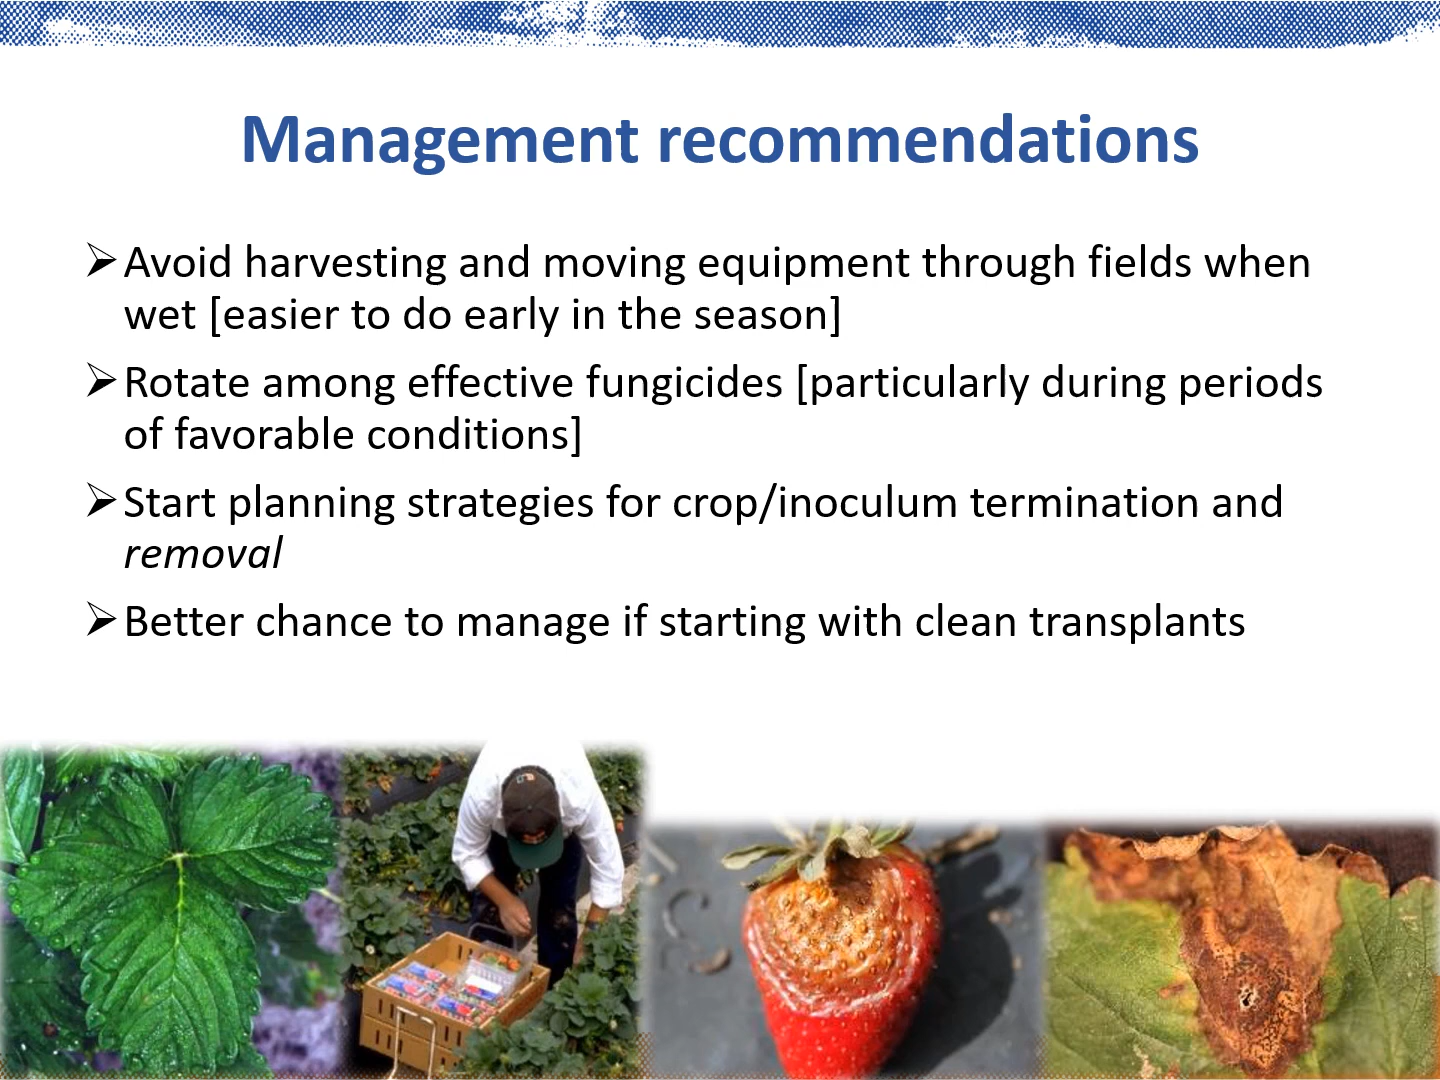 Management recommendations
➢Avoid harvesting and moving equipment through fields when
wet [easier to do early in the season]
➢Rotate among effective fungicides [particularly during periods
of favorable conditions]
➢Start planning strategies for crop/inoculum termination and
removal
➢Better chance to manage if starting with clean transplants